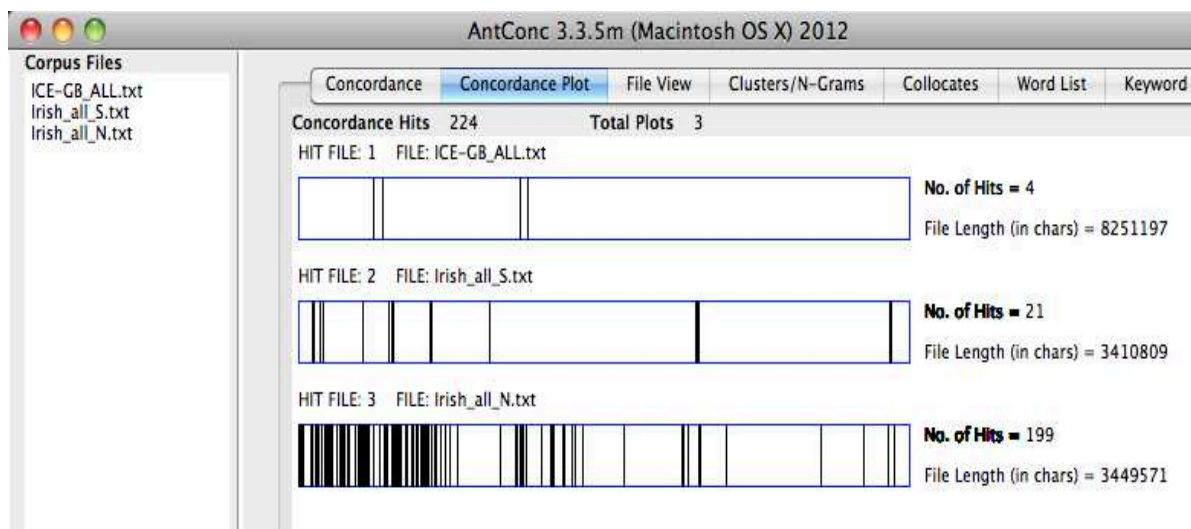 AntConc 3.3.5m (Macintosh OS X) 2012
Corpus Files
ICE-GB_ALL.txt
Irish_all_S.txt
Irish_all_N.txt
Concordance Concordance Plot File View Clusters/N-Grams Collocates Word List Keyword
Concordance Hits 224 Total Plots 3
HIT FILE: 1 FILE: ICE-GB_ALL.txt
No. of Hits = 4
File Length (in chars) = 8251197
HIT FILE: 2 FILE: Irish_all_S.txt
No. of Hits = 21
File Length (in chars) = 3410809
HIT FILE: 3 FILE: Irish_all_N.txt
No. of Hits = 199
File Length (in chars) = 3449571